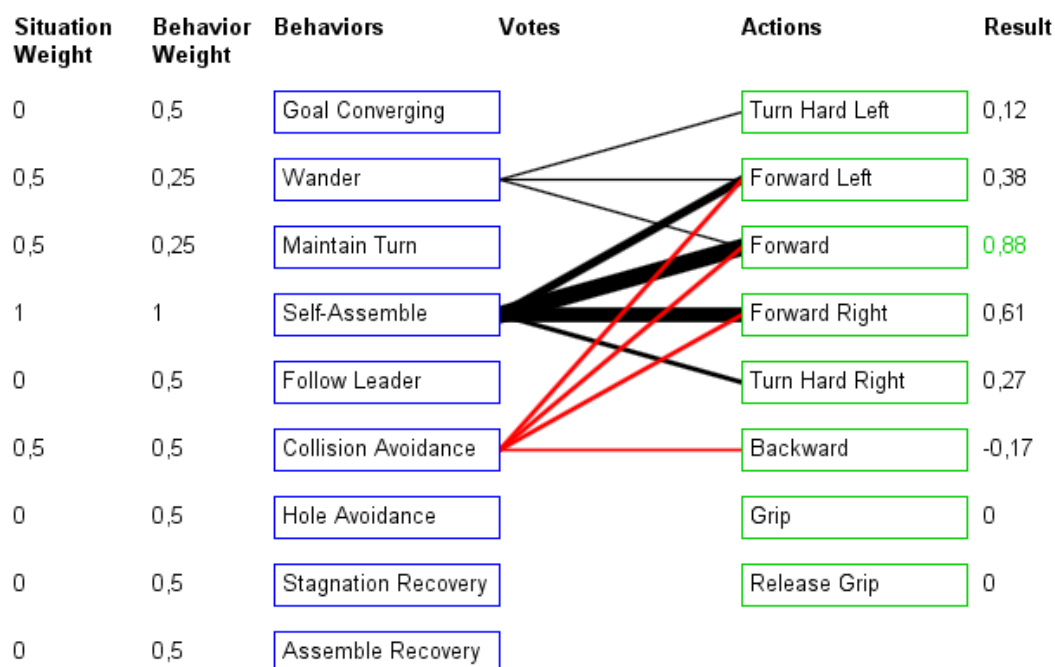 Situation Weight Behavior Weight Behaviors Votes Actions Result
0 0,5 Goal Converging Turn Hard Left 0,12
0,5 0,25 Wander Forward Left 0,38
0,5 0,25 Maintain Turn Forward 0,88
1 1 Self-Assemble Forward Right 0,61
0 0,5 Follow Leader Turn Hard Right 0,27
0,5 0,5 Collision Avoidance Backward -0,17
0 0,5 Hole Avoidance Grip 0
0 0,5 Stagnation Recovery Release Grip 0
0 0,5 Assemble Recovery